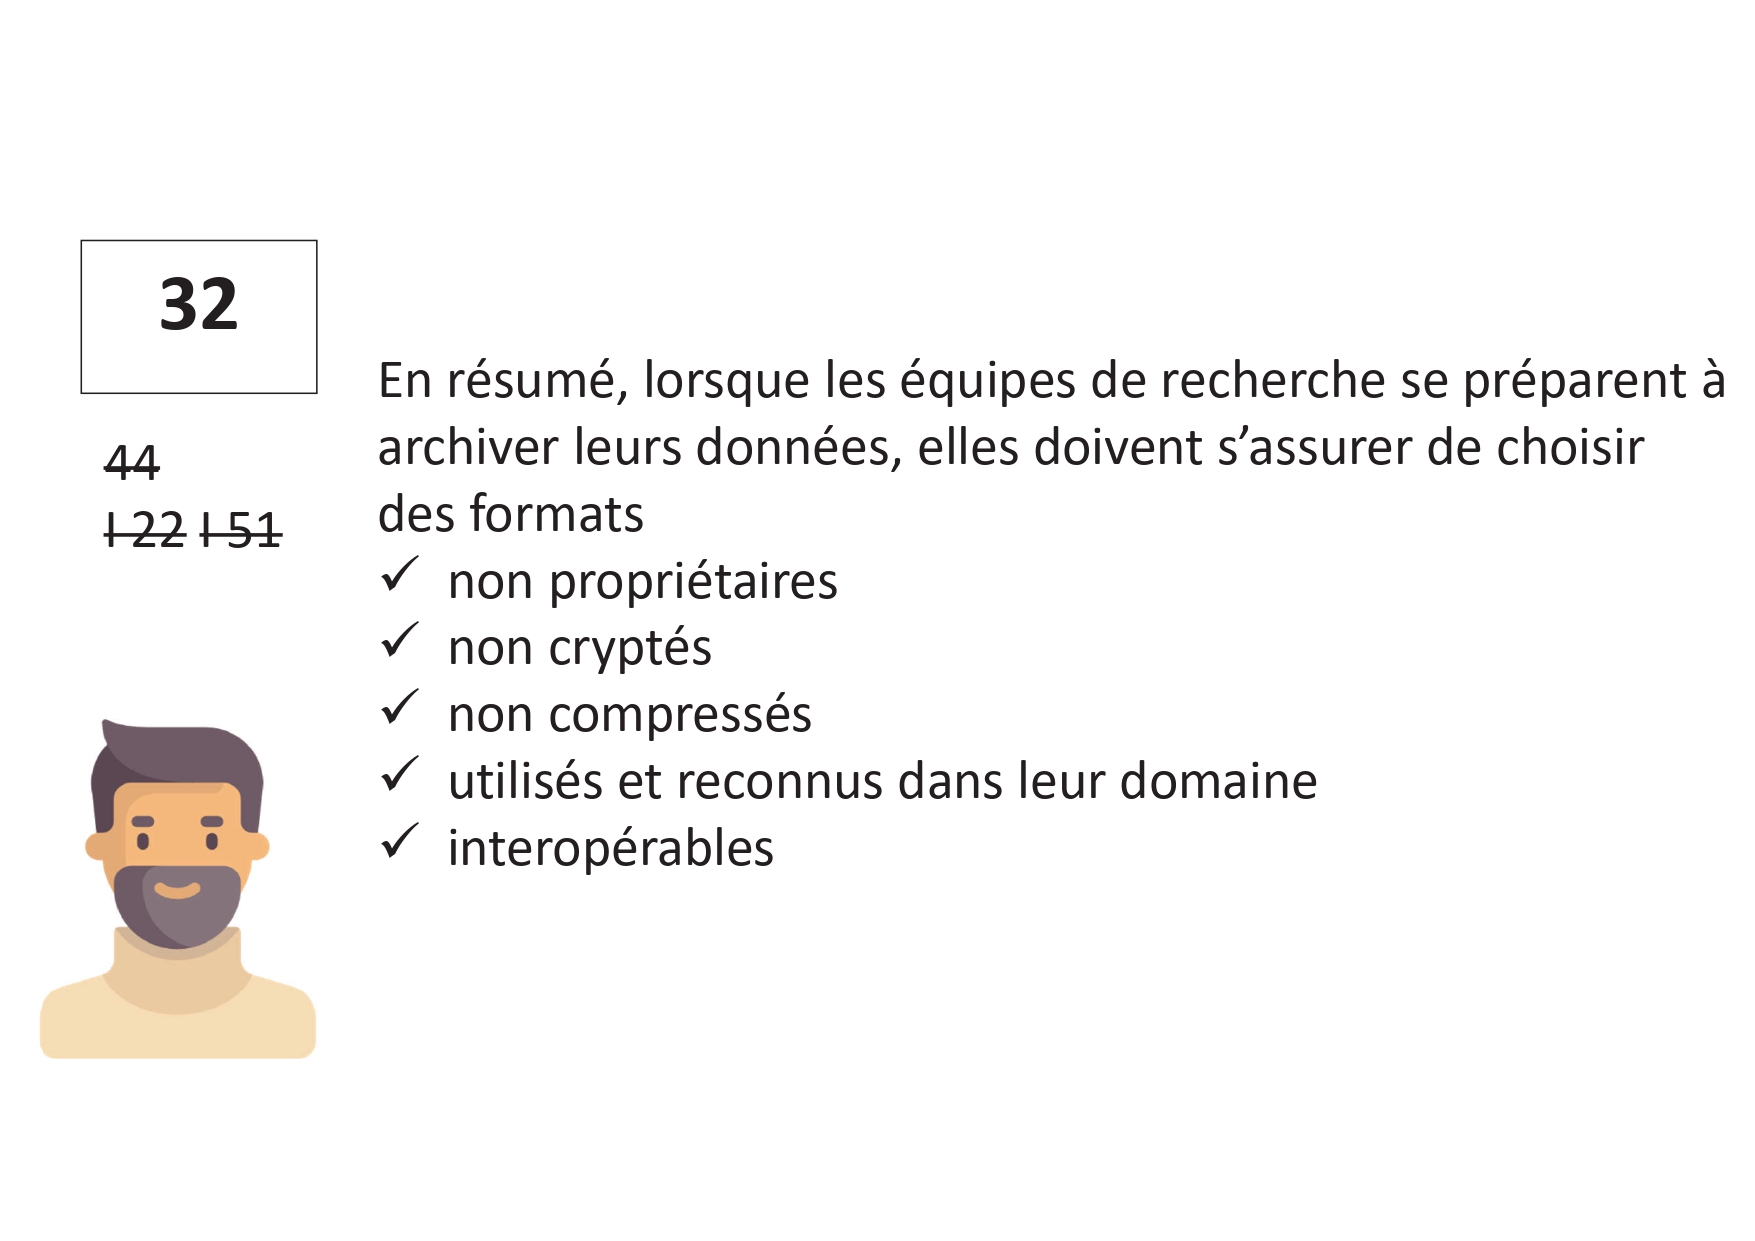 32
44
I 22 I 51
En résumé, lorsque les équipes de recherche se préparent à
archiver leurs données, elles doivent s’assurer de choisir
des formats
✓ non propriétaires
✓ non cryptés
✓ non compressés
✓ utilisés et reconnus dans leur domaine
✓ interopérables